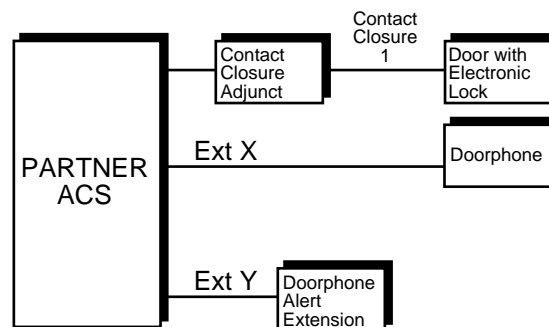 Contact
Closure
1
Contact
Closure
Adjunct
Door with
Electronic
Lock
Ext X
Doorphone
PARTNER
ACS
Ext Y
Doorphone
Alert
Extension